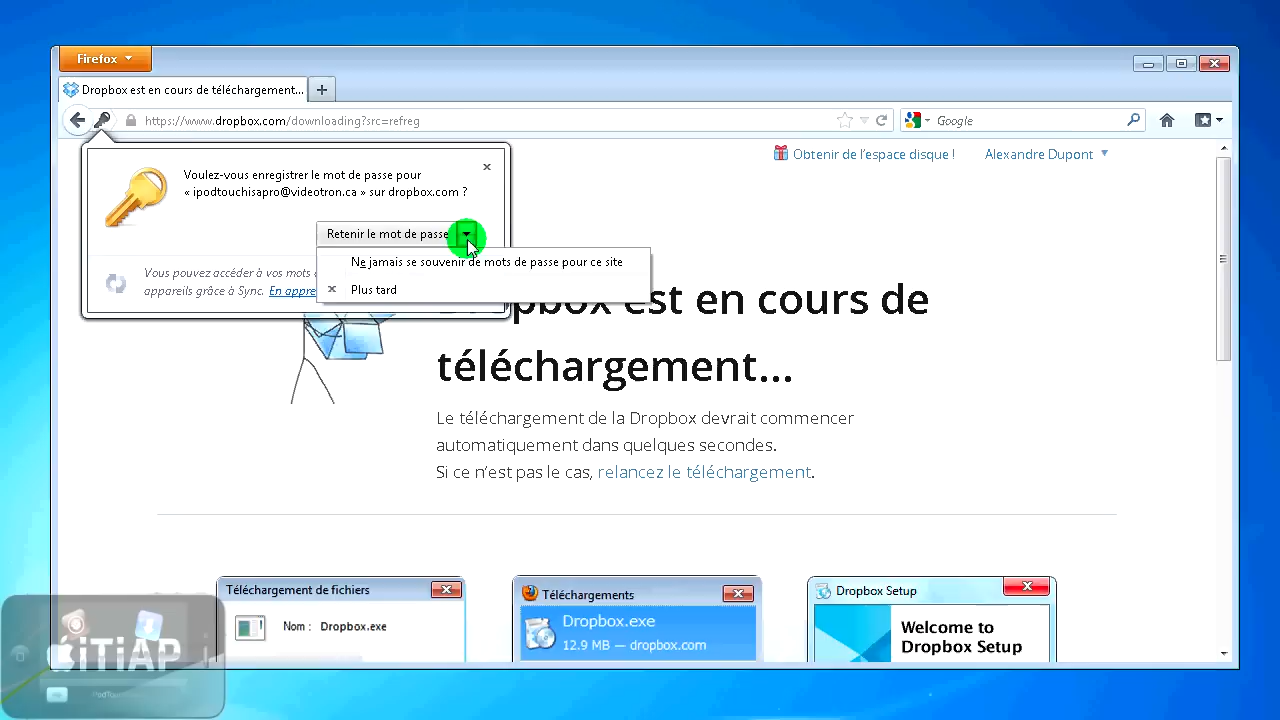 Firefox
Dropbox est en cours de téléchargement...
https://www.dropbox.com/downloading?src=refreg
Google
Obtenir de l'espace disque !
Alexandre Dupont
Voulez-vous enregistrer le mot de passe pour
« ipodtouchisapro@videotron.ca » sur dropbox.com ?
Retenir le mot de passe
Ne jamais se souvenir de mots de passe pour ce site
Plus tard
Vous pouvez accéder à vos mots
appareils grâce à Sync. En appre
Dropbox est en cours de
téléchargement...
Le téléchargement de la Dropbox devrait commencer
automatiquement dans quelques secondes.
Si ce n'est pas le cas, relancez le téléchargement.
Téléchargement de fichiers
Nom : Dropbox.exe
Téléchargements
Dropbox.exe
12.9 MB — dropbox.com
Dropbox Setup
Welcome to
Dropbox Setup
iTiAP